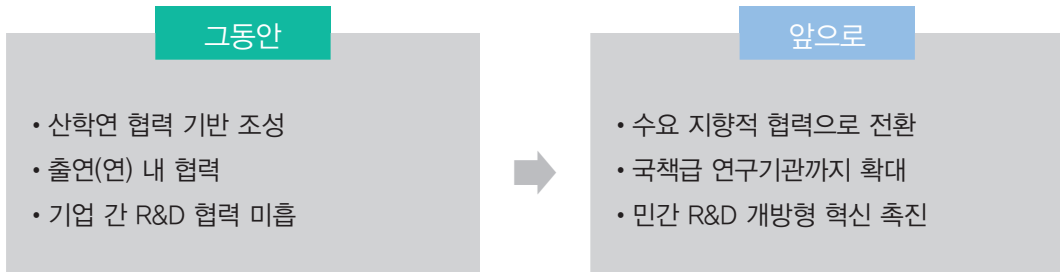 그동안
• 산학연 협력 기반 조성
• 출연(연) 내 협력
• 기업 간 R&D 협력 미흡
앞으로
• 수요 지향적 협력으로 전환
• 국책급 연구기관까지 확대
• 민간 R&D 개방형 혁신 촉진